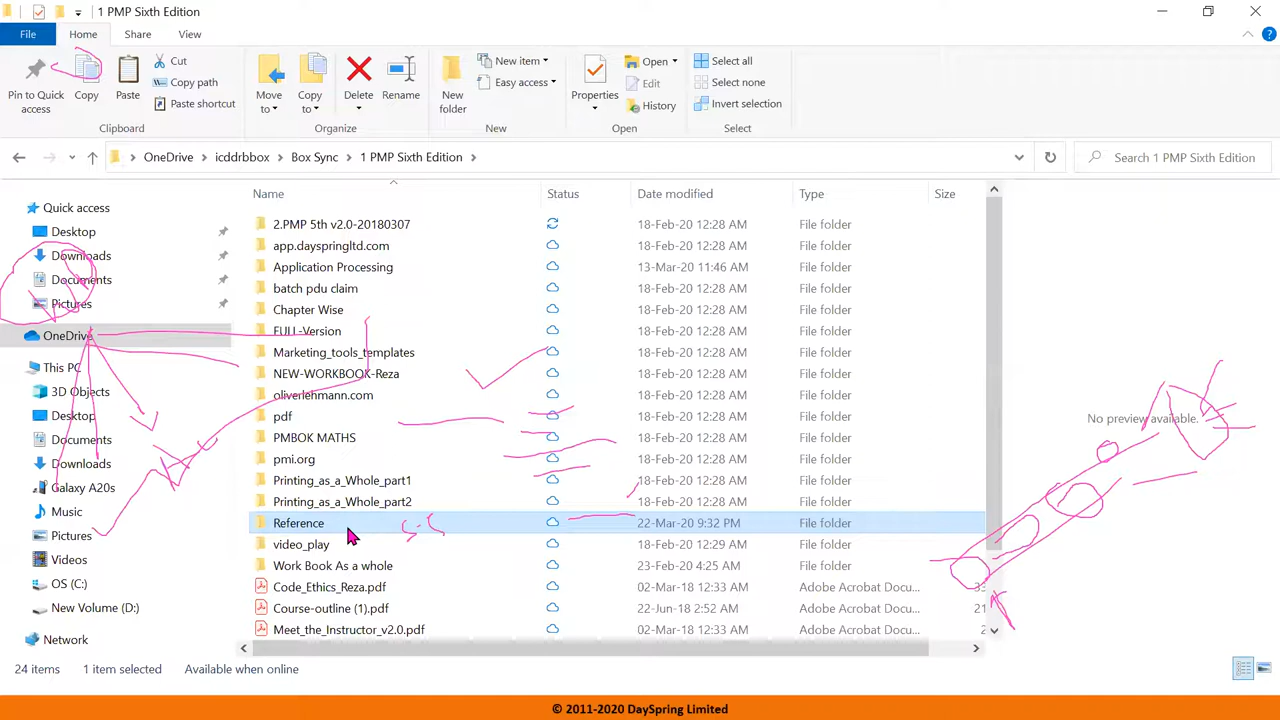 1 PMP Sixth Edition
File Home Share View
Pin to Quick access
Copy
Paste
Cut
Copy path
Paste shortcut
Clipboard
Move to
Copy to
Delete
Rename
Organize
New folder
New item
Easy access
New
Properties
Open
Edit
History
Open
Select all
Select none
Invert selection
Select
OneDrive icddrbbox Box Sync 1 PMP Sixth Edition
Search 1 PMP Sixth Edition
Quick access
Desktop
Downloads
Documents
Pictures
OneDrive
This PC
3D Objects
Desktop
Documents
Downloads
Galaxy A20s
Music
Pictures
Videos
OS (C:)
New Volume (D:)
Network
Name Status Date modified Type Size
2.PMP 5th v2.0-20180307 18-Feb-20 12:28 AM File folder
app.dayspringltd.com 18-Feb-20 12:28 AM File folder
Application Processing 13-Mar-20 11:46 AM File folder
batch pdu claim 18-Feb-20 12:28 AM File folder
Chapter Wise 18-Feb-20 12:28 AM File folder
FULL-Version 18-Feb-20 12:28 AM File folder
Marketing_tools_templates 18-Feb-20 12:28 AM File folder
NEW-WORKBOOK-Reza 18-Feb-20 12:28 AM File folder
oliverlehmann.com 18-Feb-20 12:28 AM File folder
pdf 18-Feb-20 12:28 AM File folder
PMBOK MATHS 18-Feb-20 12:28 AM File folder
pmi.org 18-Feb-20 12:28 AM File folder
Printing_as_a_Whole_part1 18-Feb-20 12:28 AM File folder
Printing_as_a_Whole_part2 18-Feb-20 12:28 AM File folder
Reference 22-Mar-20 9:32 PM File folder
video_play 18-Feb-20 12:29 AM File folder
Work Book As a whole 23-Feb-20 4:25 AM File folder
Code_Ethics_Reza.pdf 02-Mar-18 12:33 AM Adobe Acrobat Docu...
Course-outline (1).pdf 22-Jun-18 2:52 AM Adobe Acrobat Docu... 21
Meet_the_Instructor_v2.0.pdf 02-Mar-18 12:33 AM Adobe Acrobat Docu...
No preview available.
24 items 1 item selected Available when online
© 2011-2020 DaySpring Limited